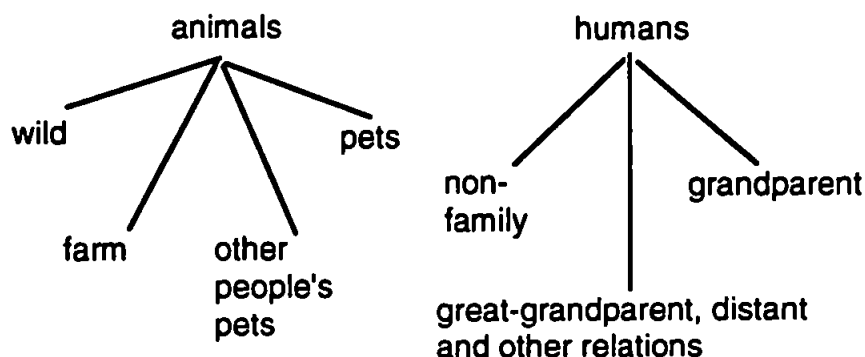 animals
wild
farm
other
people's
pets
pets
humans
non-
family
great-grandparent, distant
and other relations
grandparent